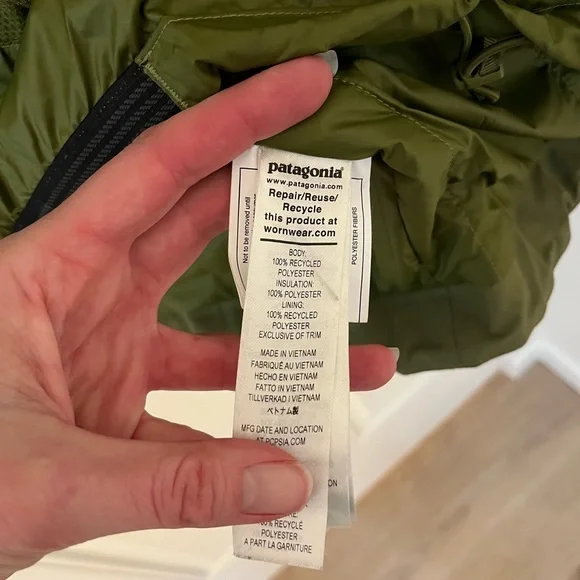 patagonia®
www.patagonia.com
Repair/Reuse/
Recycle
this product at
wornwear.com
BODY:
100% RECYCLED
POLYESTER
INSULATION:
100% POLYESTER
LINING:
100% RECYCLED
POLYESTER
EXCLUSIVE OF TRIM
MADE IN VIETNAM
FABRIQUÉ AU VIETNAM
HECHO EN VIETNAM
FATTO IN VIETNAM
TILLVERKAD I VIETNAM
ベトナム製
MFG DATE AND LOCATION
AT PCPSIA.COM
RECYCLÉ
POLYESTER
A PART LA GARNITURE
Not to be removed until
POLYESTER FIBERS
ON